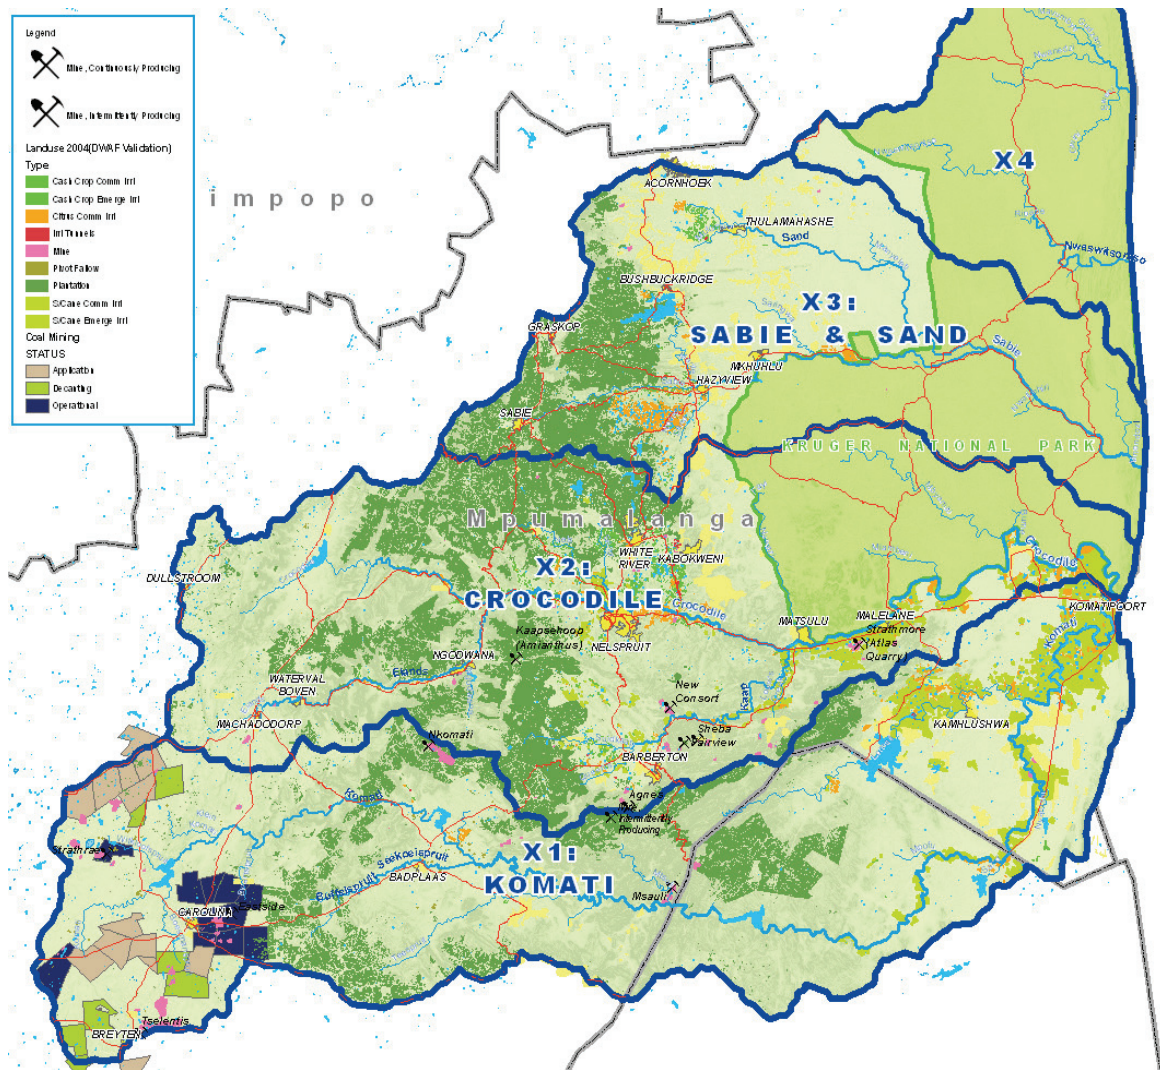 Legend
Mine, Continuously Producing
Mine, Intermittently Producing
Landuse 2004(DWAF Validation)
Type
Cash Crop Comm Irri
Cash Crop Emerge Irri
Citrus Comm Irri
Irri Tunnels
Mine
Pivot Fallow
Plantation
S/Cane Comm Irri
S/Cane Emerge Irri
Coal Mining
STATUS
Application
Decanting
Operational
impopo
X4
ACORNHOEK
THULAMAHASHE
Sand
Nwaswitsontso
BUSHBUCKRIDGE
X3:
SABIE & SAND
GRASKOP
Sabie
MKHUHLU
HAZYVIEW
SABIE
KRUGER NATIONAL PARK
Mpumalanga
WHITE
RIVER
KABOKWENI
DULLSTROOM
X2:
CROCODILE
Crocodile
Crocodile
KOMATIPOORT
MALELANE
MATSULU
Strathmore
(Atlas
Quarry)
Komati
Kaapsehoop
(Amianthus)
NELSPRUIT
NGODWANA
Elands
WATERVAL
BOVEN
MACHADODORP
New
Consort
Kaap
KAMHLUSHWA
Sheba
Fairview
Nkomati
BARBERTON
Agnes
Intermittently
Producing
Komati
X1:
KOMATI
Seekoeispruit
Buffelspruit
BADPLAAS
Msauli
Strathrae
CAROLINA
Eastside
Tselentis
BREYTEN